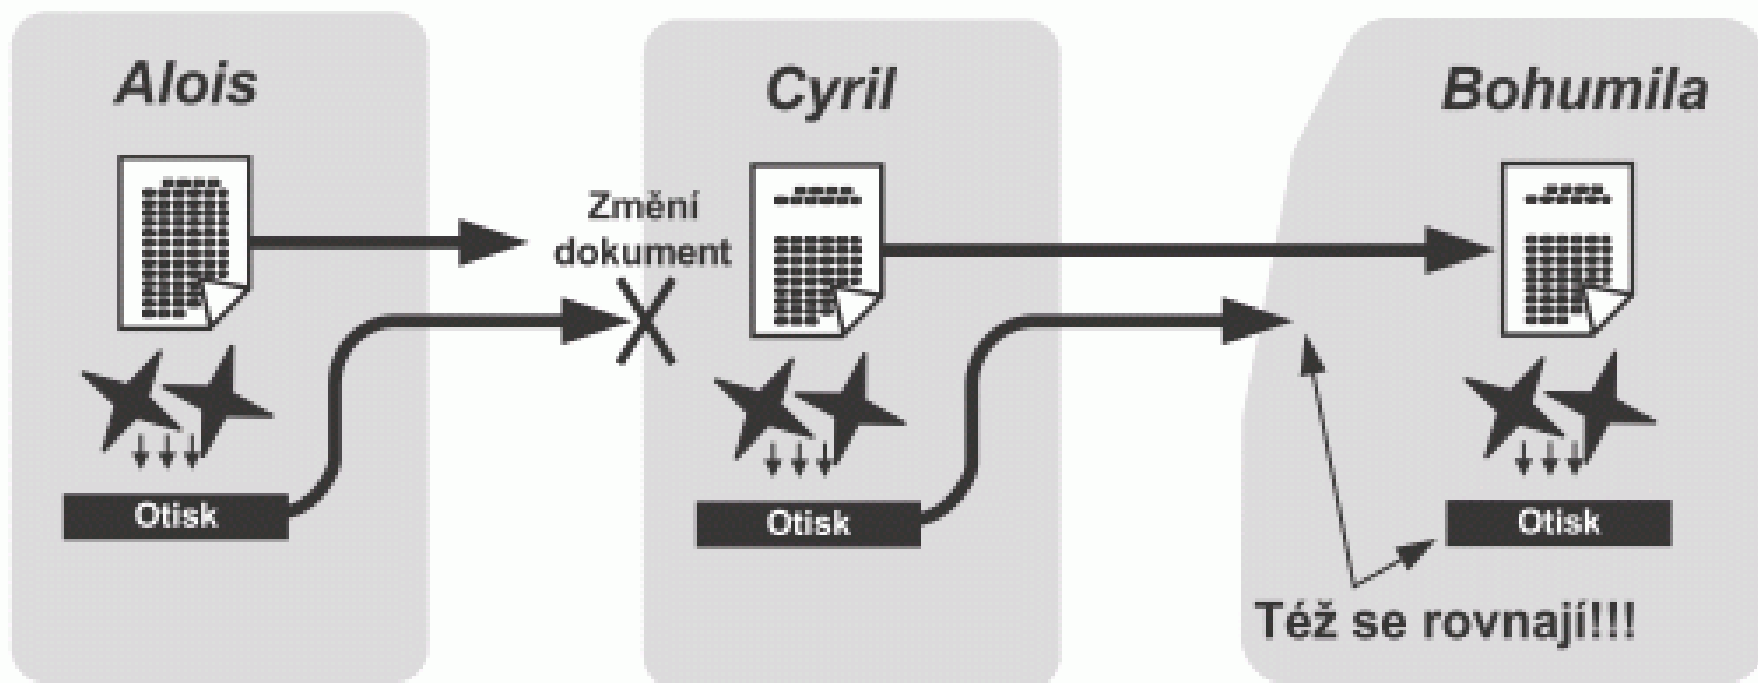 Alois
Cyril
Bohumila
Změní
dokument
Otisk
Otisk
Otisk
Též se rovnají!!!